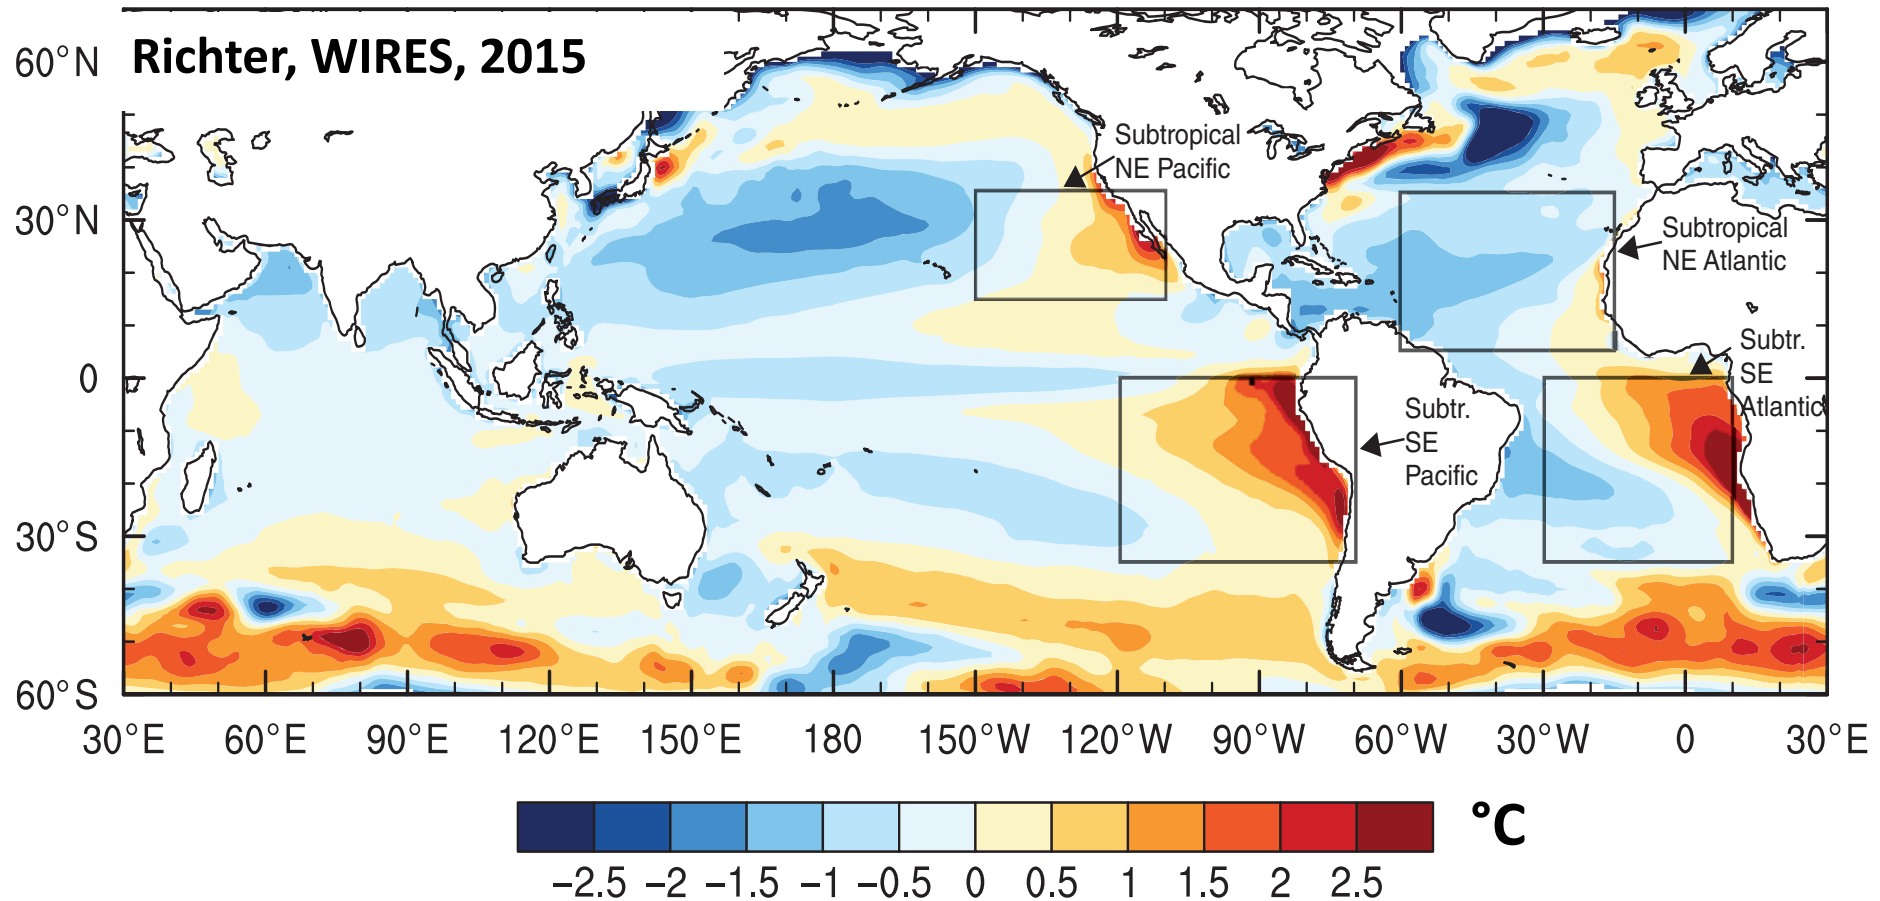 Richter, WIRES, 2015
60°N
30°N
0
30°S
60°S
Subtropical
NE Pacific
Subtropical
NE Atlantic
Subtr.
SE
Atlantic
Subtr.
SE
Pacific
30°E
60°E
90°E
120°E
150°E
180
150°W
120°W
90°W
60°W
30°W
0
30°E
°C
−2.5
−2
−1.5
−1
−0.5
0
0.5
1
1.5
2
2.5